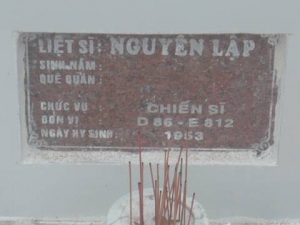 LIỆT SĨ: NGUYỄN LẬP
SINH NĂM:
QUÊ QUÁN:
CHỨC VỤ : CHIẾN SĨ
ĐƠN VỊ : D 86 - E 812
NGÀY HY SINH : 1953